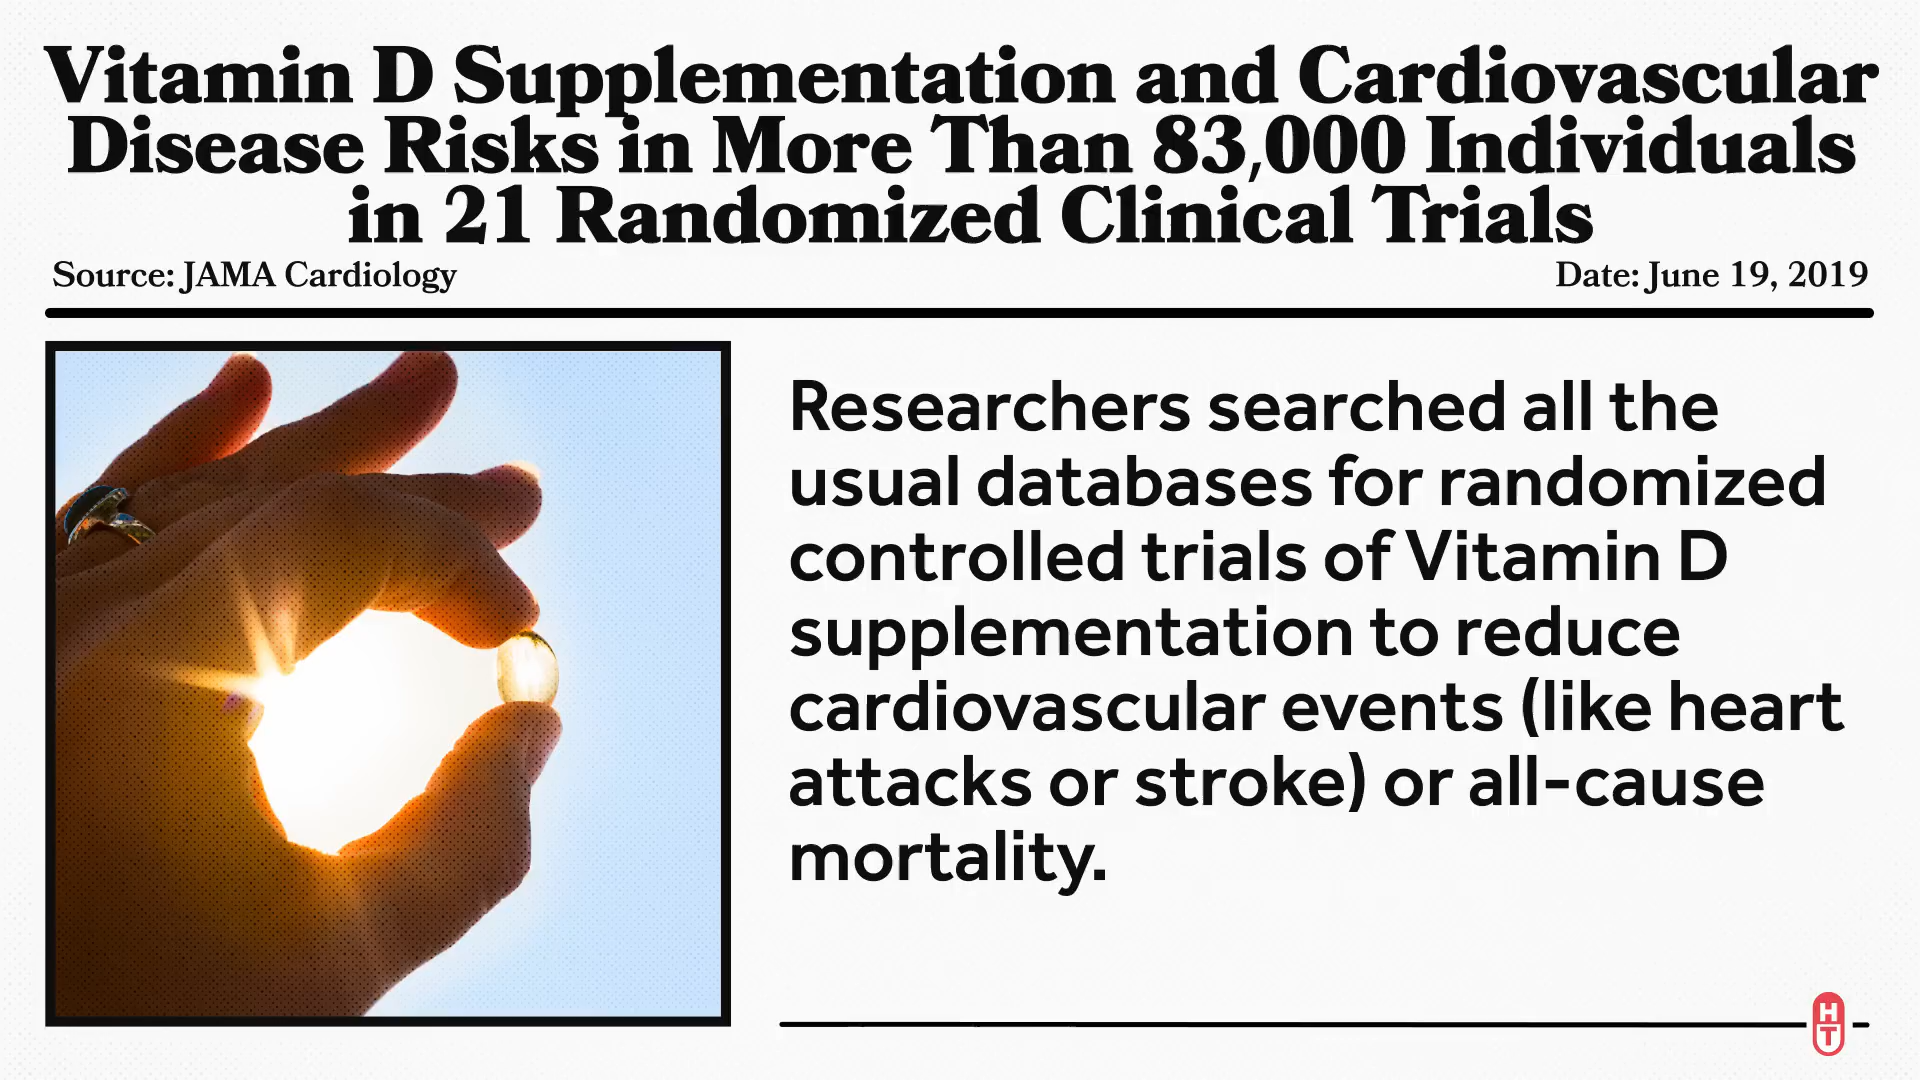 Vitamin D Supplementation and Cardiovascular
Disease Risks in More Than 83,000 Individuals
in 21 Randomized Clinical Trials
Source: JAMA Cardiology
Date: June 19, 2019
Researchers searched all the
usual databases for randomized
controlled trials of Vitamin D
supplementation to reduce
cardiovascular events (like heart
attacks or stroke) or all-cause
mortality.
H
T